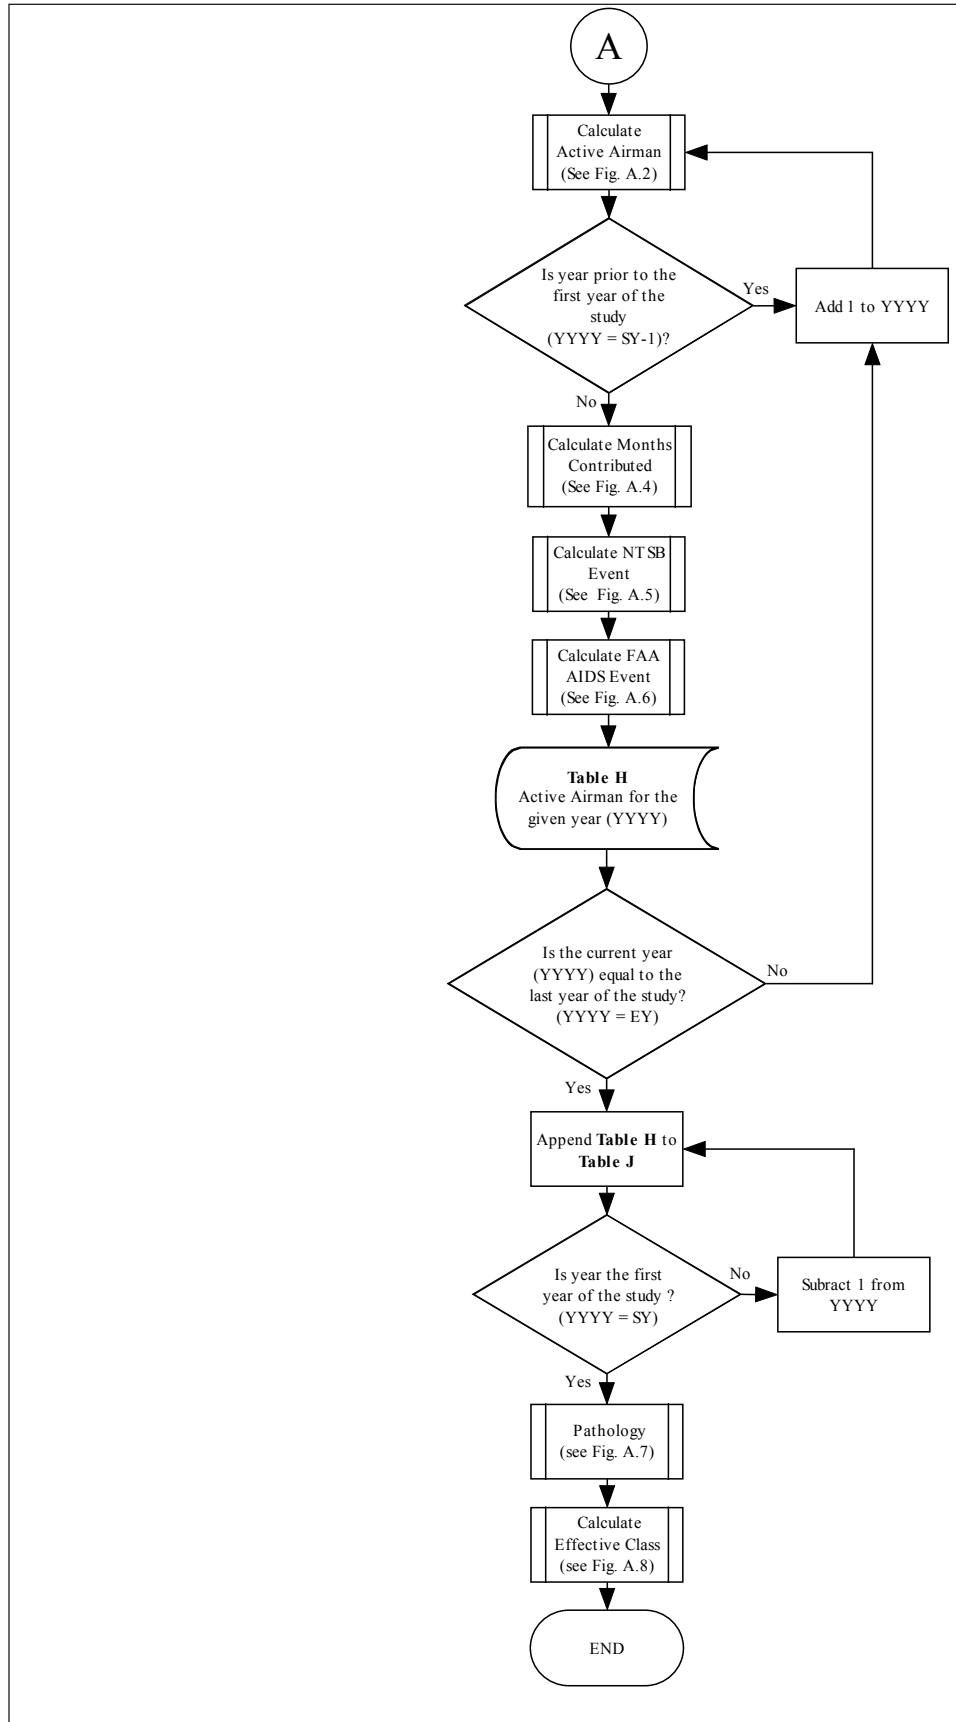 A
Calculate
Active Airman
(See Fig. A.2)
Is year prior to the
first year of the
study
(YYYY = SY-1)?
Yes
Add 1 to YYYY
No
Calculate Months
Contributed
(See Fig. A.4)
Calculate NTSB
Event
(See Fig. A.5)
Calculate FAA
AIDS Event
(See Fig. A.6)
Table H
Active Airman for the
given year (YYYY)
Is the current year
(YYYY) equal to the
last year of the study?
(YYYY = EY)
No
Yes
Append Table H to
Table J
Is year the first
year of the study ?
(YYYY = SY)
No
Subract 1 from
YYYY
Yes
Pathology
(see Fig. A.7)
Calculate
Effective Class
(see Fig. A.8)
END